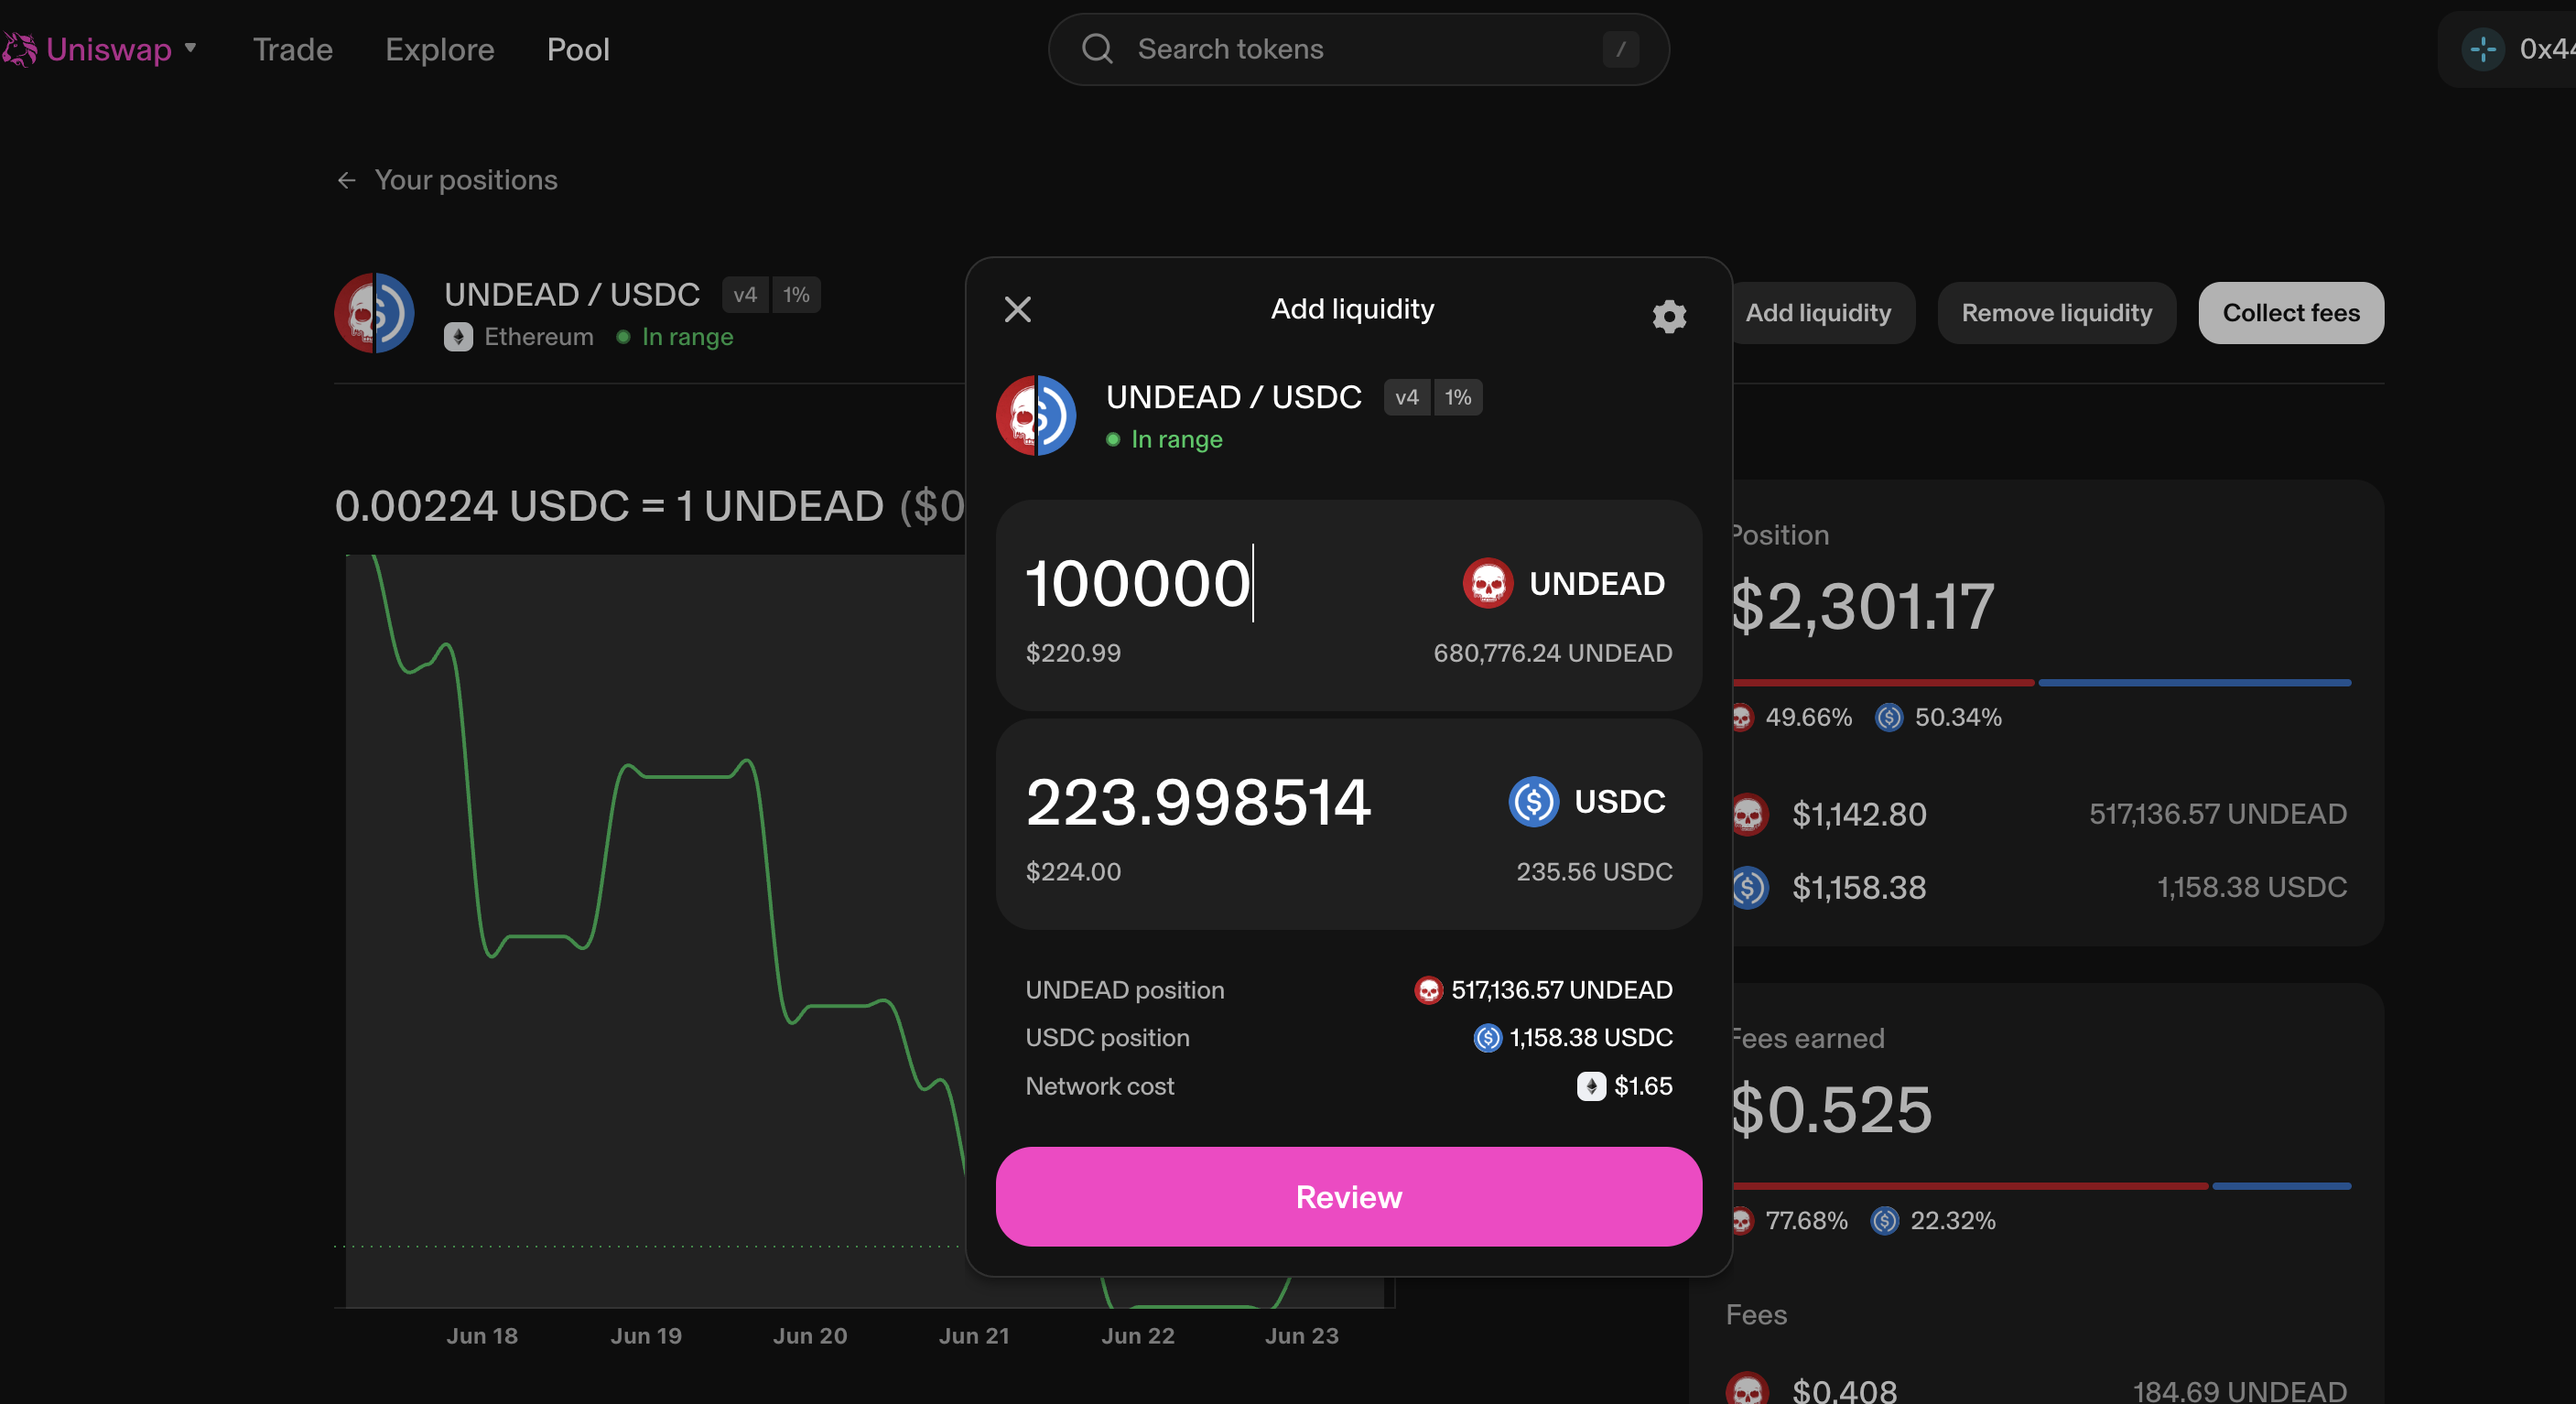 Uniswap Trade Explore Pool Search tokens / 0x44
Your positions
UNDEAD / USDC v4 1%
Ethereum In range
Add liquidity Remove liquidity Collect fees
0.00224 USDC = 1 UNDEAD ($0
Jun 18 Jun 19 Jun 20 Jun 21 Jun 22 Jun 23
Add liquidity
UNDEAD / USDC v4 1%
In range
100000 UNDEAD
$220.99 680,776.24 UNDEAD
223.998514 USDC
$224.00 235.56 USDC
UNDEAD position 517,136.57 UNDEAD
USDC position 1,158.38 USDC
Network cost $1.65
Review
Position
$2,301.17
49.66% 50.34%
$1,142.80 517,136.57 UNDEAD
$1,158.38 1,158.38 USDC
Fees earned
$0.525
77.68% 22.32%
Fees
$0.408 184.69 UNDEAD